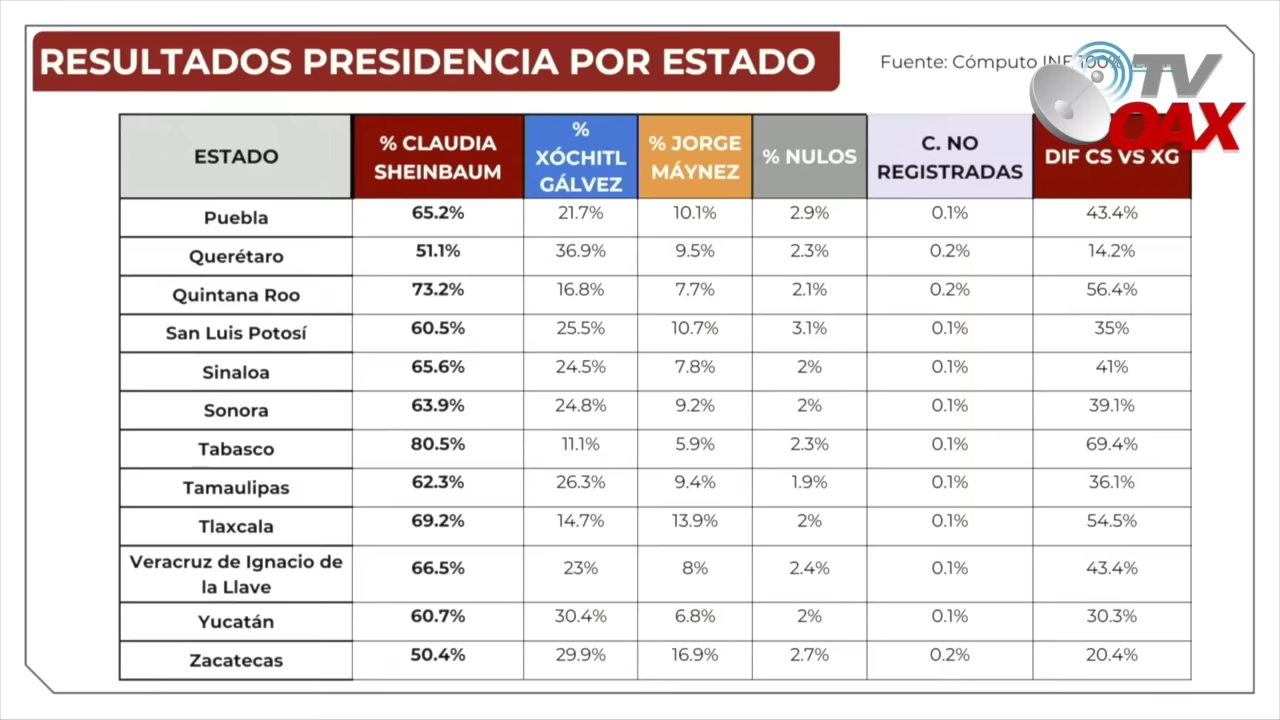 RESULTADOS PRESIDENCIA POR ESTADO
Fuente: Cómputo INE 100%
TV
OAX
ESTADO % CLAUDIA SHEINBAUM % XÓCHITL GÁLVEZ % JORGE MÁYNEZ % NULOS C. NO REGISTRADAS DIF CS VS XG
Puebla 65.2% 21.7% 10.1% 2.9% 0.1% 43.4%
Querétaro 51.1% 36.9% 9.5% 2.3% 0.2% 14.2%
Quintana Roo 73.2% 16.8% 7.7% 2.1% 0.2% 56.4%
San Luis Potosí 60.5% 25.5% 10.7% 3.1% 0.1% 35%
Sinaloa 65.6% 24.5% 7.8% 2% 0.1% 41%
Sonora 63.9% 24.8% 9.2% 2% 0.1% 39.1%
Tabasco 80.5% 11.1% 5.9% 2.3% 0.1% 69.4%
Tamaulipas 62.3% 26.3% 9.4% 1.9% 0.1% 36.1%
Tlaxcala 69.2% 14.7% 13.9% 2% 0.1% 54.5%
Veracruz de Ignacio de la Llave 66.5% 23% 8% 2.4% 0.1% 43.4%
Yucatán 60.7% 30.4% 6.8% 2% 0.1% 30.3%
Zacatecas 50.4% 29.9% 16.9% 2.7% 0.2% 20.4%